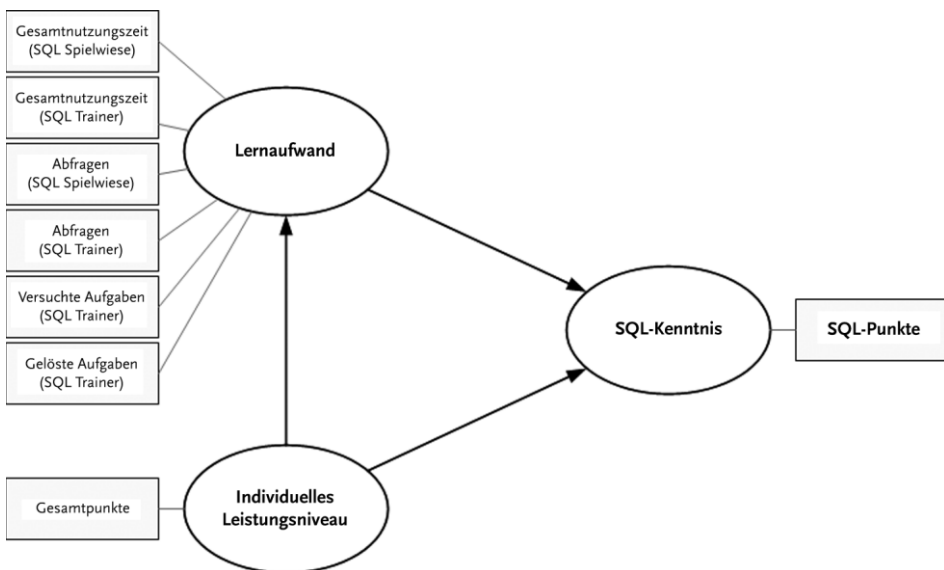 Gesamtnutzungszeit
(SQL Spielwiese)
Gesamtnutzungszeit
(SQL Trainer)
Abfragen
(SQL Spielwiese)
Abfragen
(SQL Trainer)
Versuchte Aufgaben
(SQL Trainer)
Gelöste Aufgaben
(SQL Trainer)
Lernaufwand
SQL-Kenntnis
SQL-Punkte
Gesamtpunkte
Individuelles
Leistungsniveau